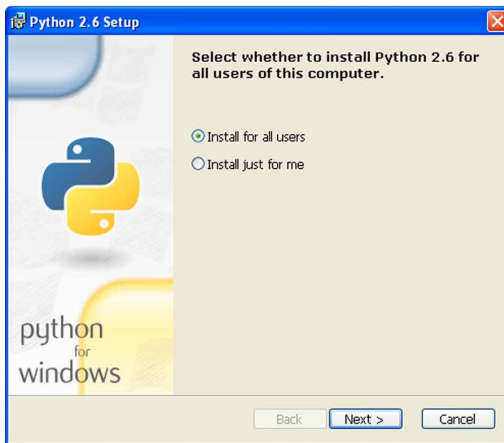 Python 2.6 Setup
Select whether to install Python 2.6 for
all users of this computer.
Install for all users
Install just for me
python
for
windows
Back
Next >
Cancel